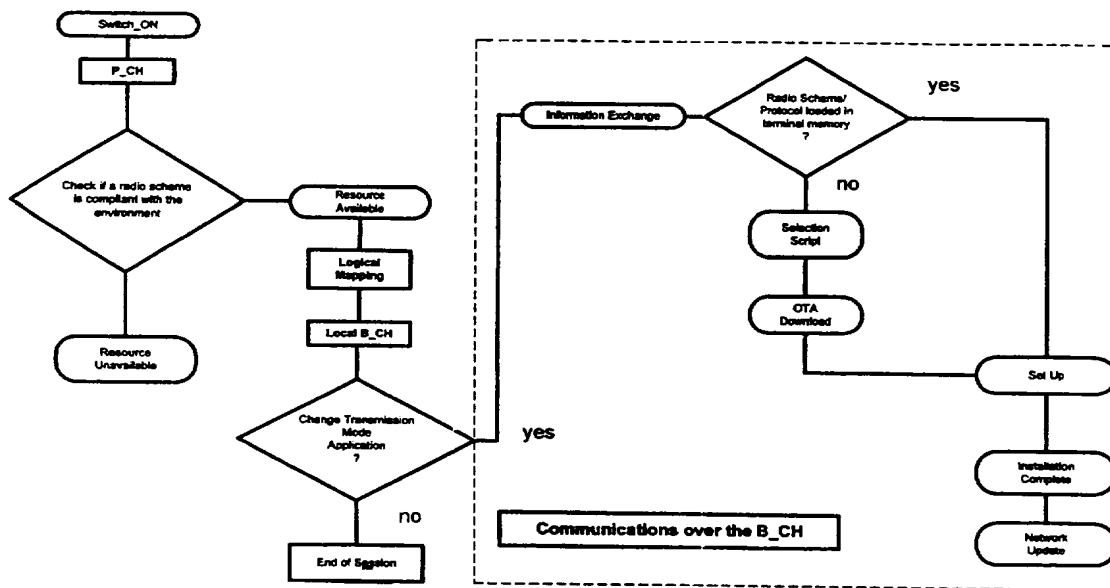 Switch_ON
P_CH
Check if a radio scheme
is compliant with the
environment
Resource
Unavailable
Resource
Available
Logical
Mapping
Local B_CH
Change Transmission
Mode
Application
?
no
End of Session
yes
Information Exchange
Radio Scheme/
Protocol loaded in
terminal memory
?
yes
no
Selection
Script
OTA
Download
Set Up
Installation
Complete
Network
Update
Communications over the B_CH